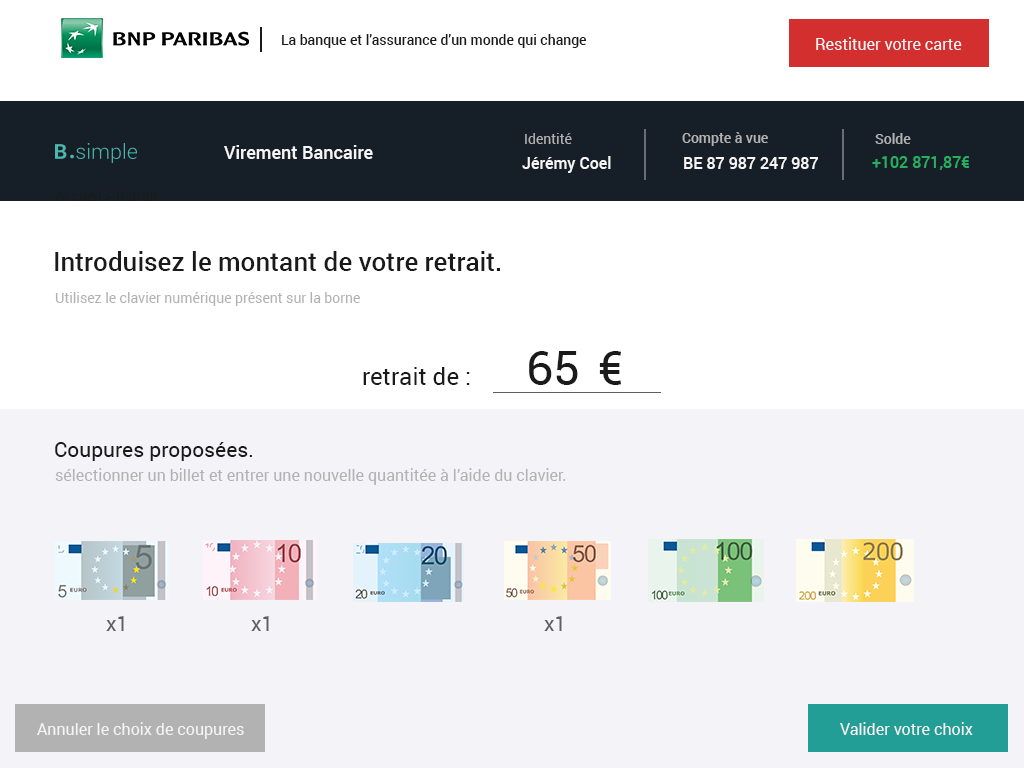 BNP PARIBAS
La banque et l'assurance d'un monde qui change
Restituer votre carte
B.simple
Virement Bancaire
Identité
Jérémy Coel
Compte à vue
BE 87 987 247 987
Solde
+102 871,87€
Introduisez le montant de votre retrait.
Utilisez le clavier numérique présent sur la borne
retrait de :
65 €
Coupures proposées.
sélectionner un billet et entrer une nouvelle quantitée à l'aide du clavier.
5
5 EURO
10
10 EURO
20
20 EURO
50
50 EURO
100
100 EURO
200
200 EURO
x1
x1
x1
Annuler le choix de coupures
Valider votre choix